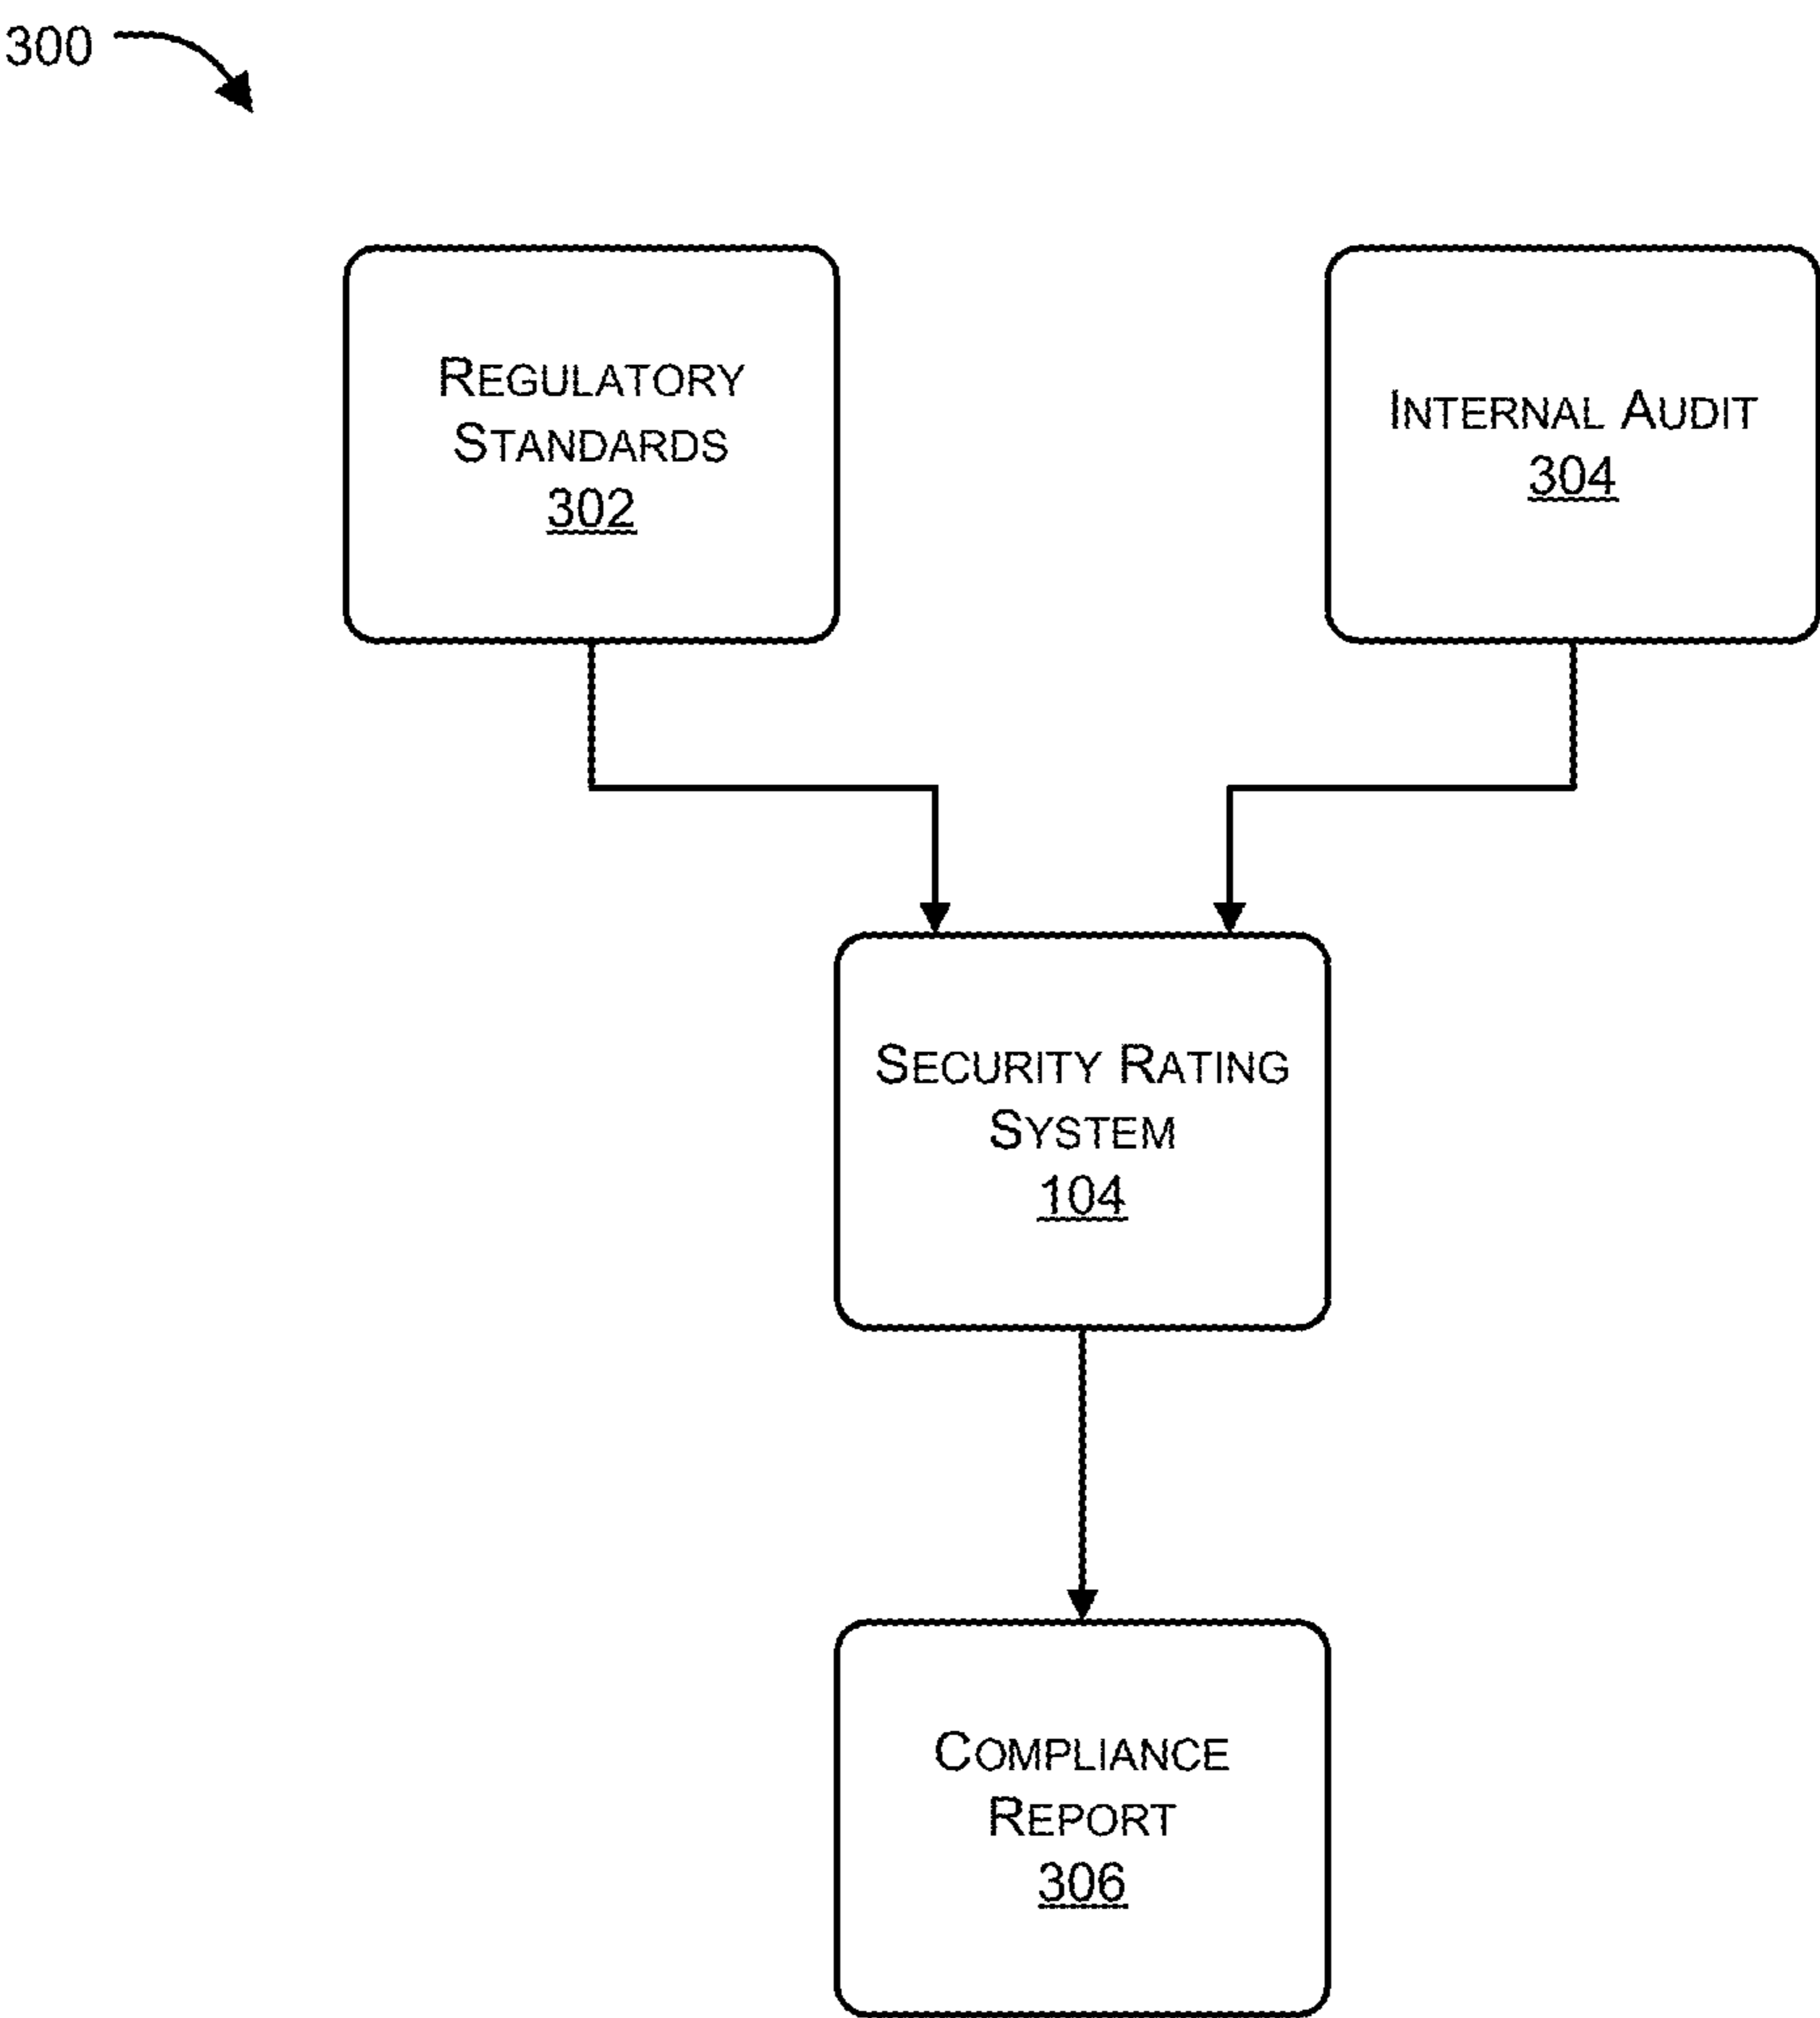 300
REGULATORY
STANDARDS
302
INTERNAL AUDIT
304
SECURITY RATING
SYSTEM
104
COMPLIANCE
REPORT
306